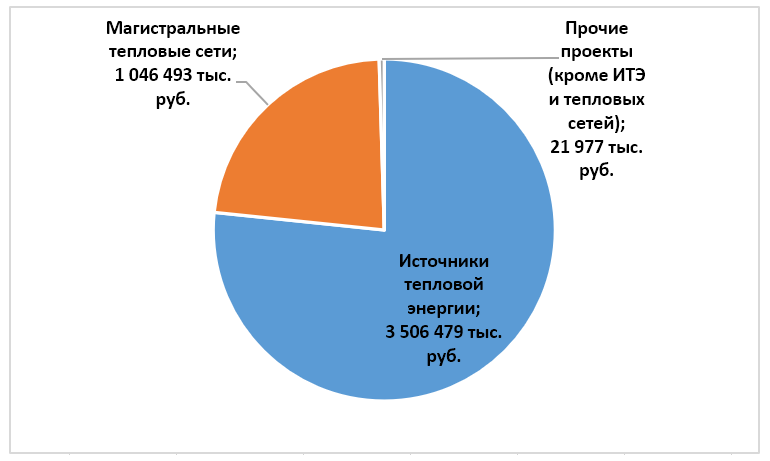 Магистральные
тепловые сети;
1 046 493 тыс.
руб.
Прочие
проекты
(кроме ИТЭ
и тепловых
сетей);
21 977 тыс.
руб.
Источники
тепловой
энергии;
3 506 479 тыс.
руб.